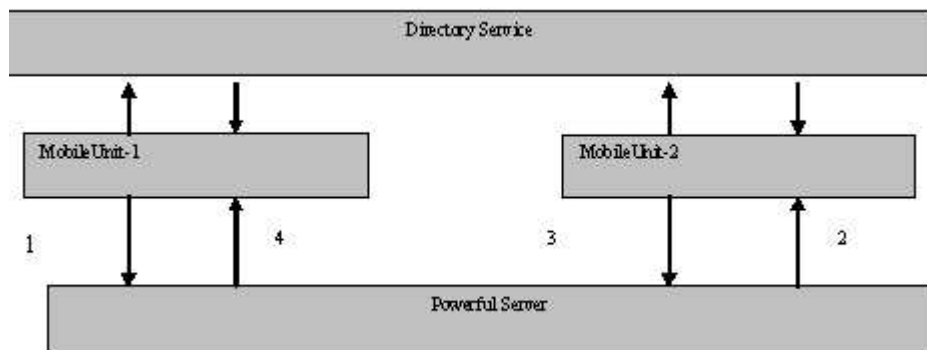 Directory Service
MobileUnit-1
MobileUnit-2
1
4
3
2
Powerful Server